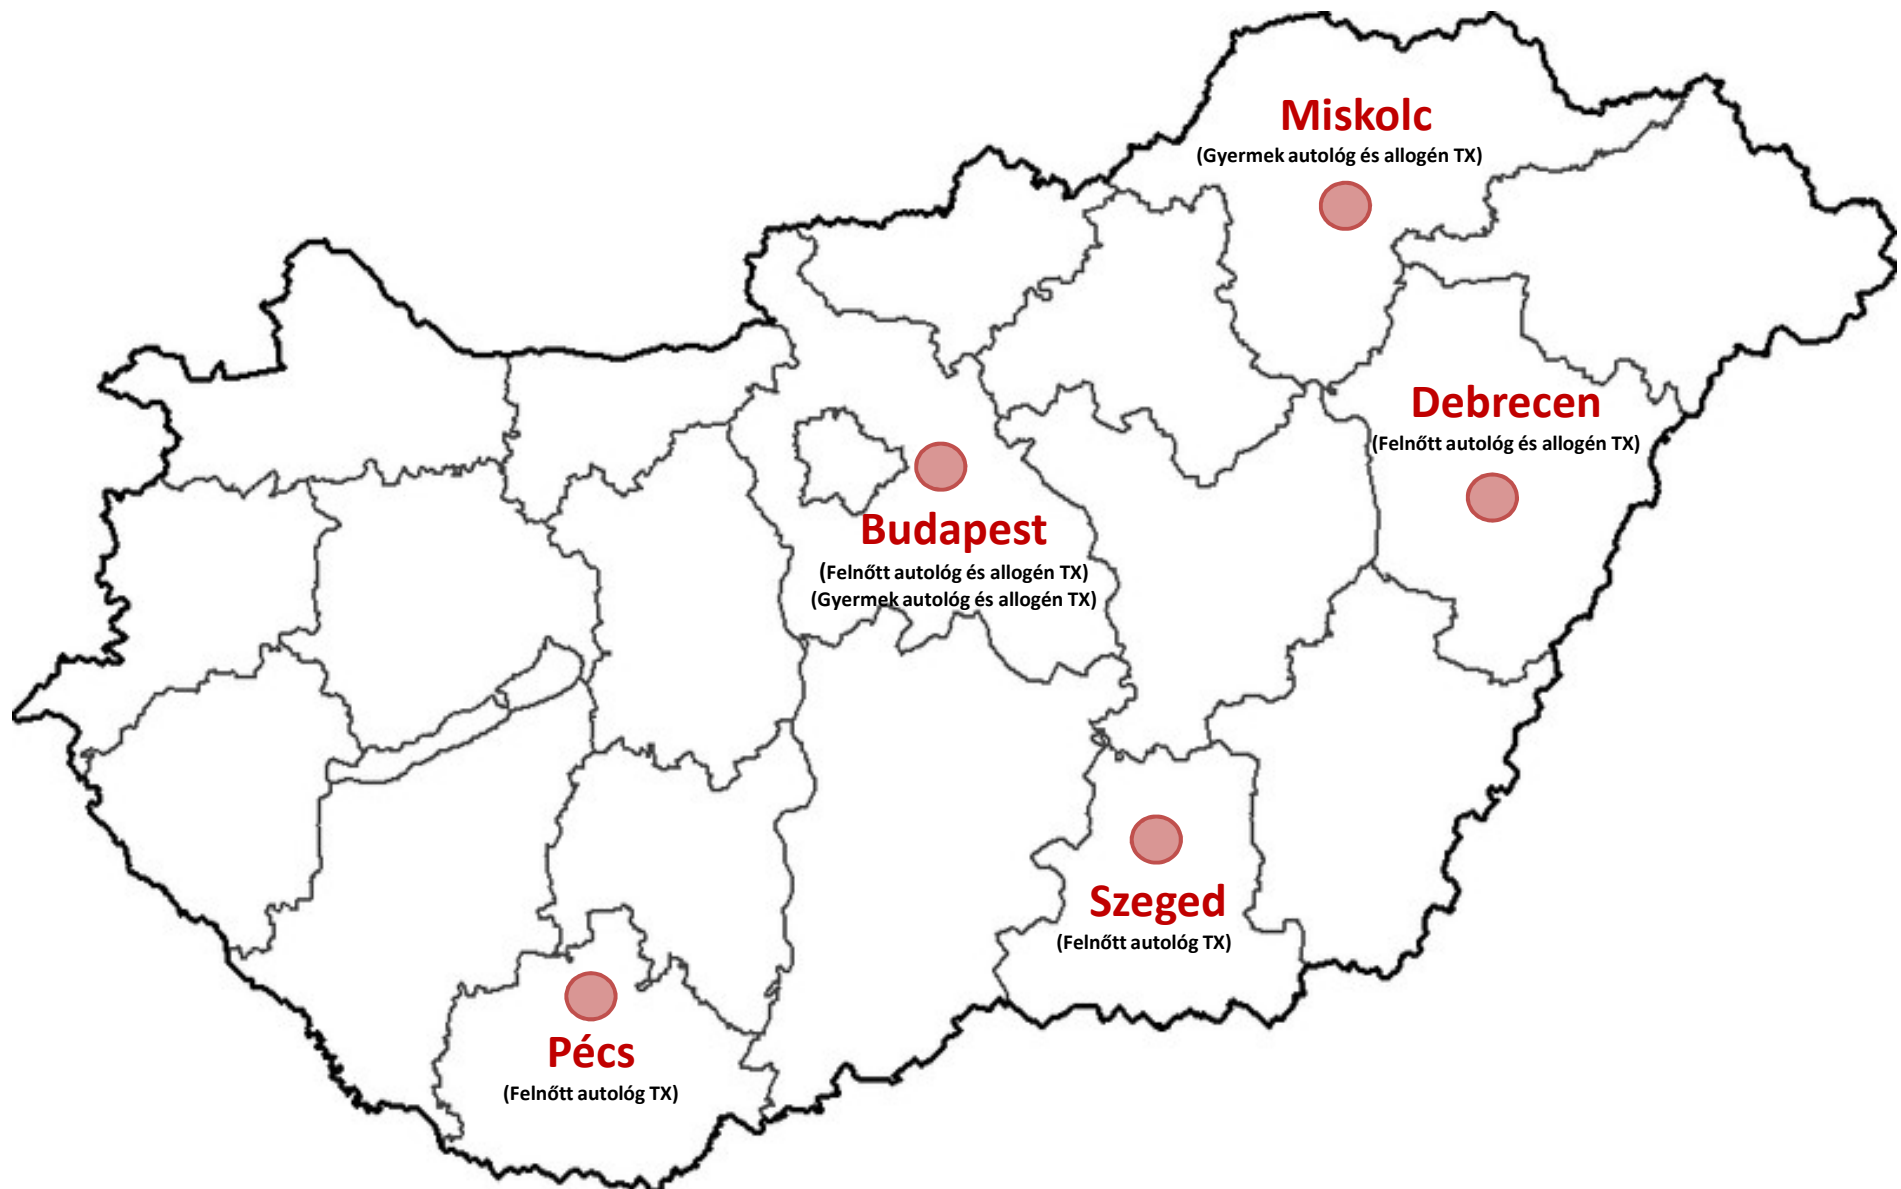 Miskolc
(Gyermek autológ és allogén TX)
Debrecen
(Felnőtt autológ és allogén TX)
Budapest
(Felnőtt autológ és allogén TX)
(Gyermek autológ és allogén TX)
Szeged
(Felnőtt autológ TX)
Pécs
(Felnőtt autológ TX)